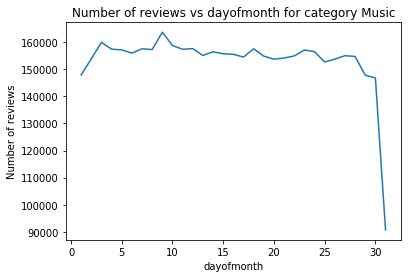 Number of reviews vs dayofmonth for category Music
Number of reviews
160000
150000
140000
130000
120000
110000
100000
90000
0 5 10 15 20 25 30
dayofmonth